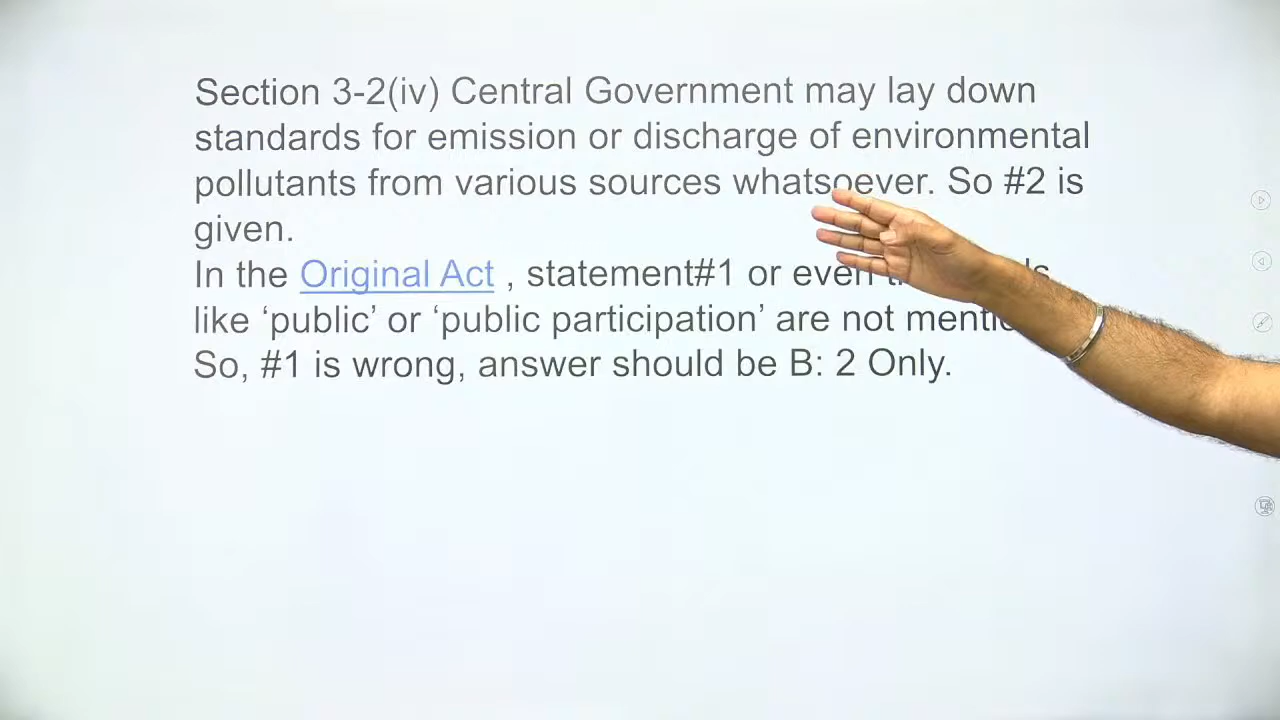 Section 3-2(iv) Central Government may lay down
standards for emission or discharge of environmental
pollutants from various sources whatsoever. So #2 is
given.
In the Original Act , statement#1 or even
like ‘public’ or ‘public participation’ are not
So, #1 is wrong, answer should be B: 2 Only.